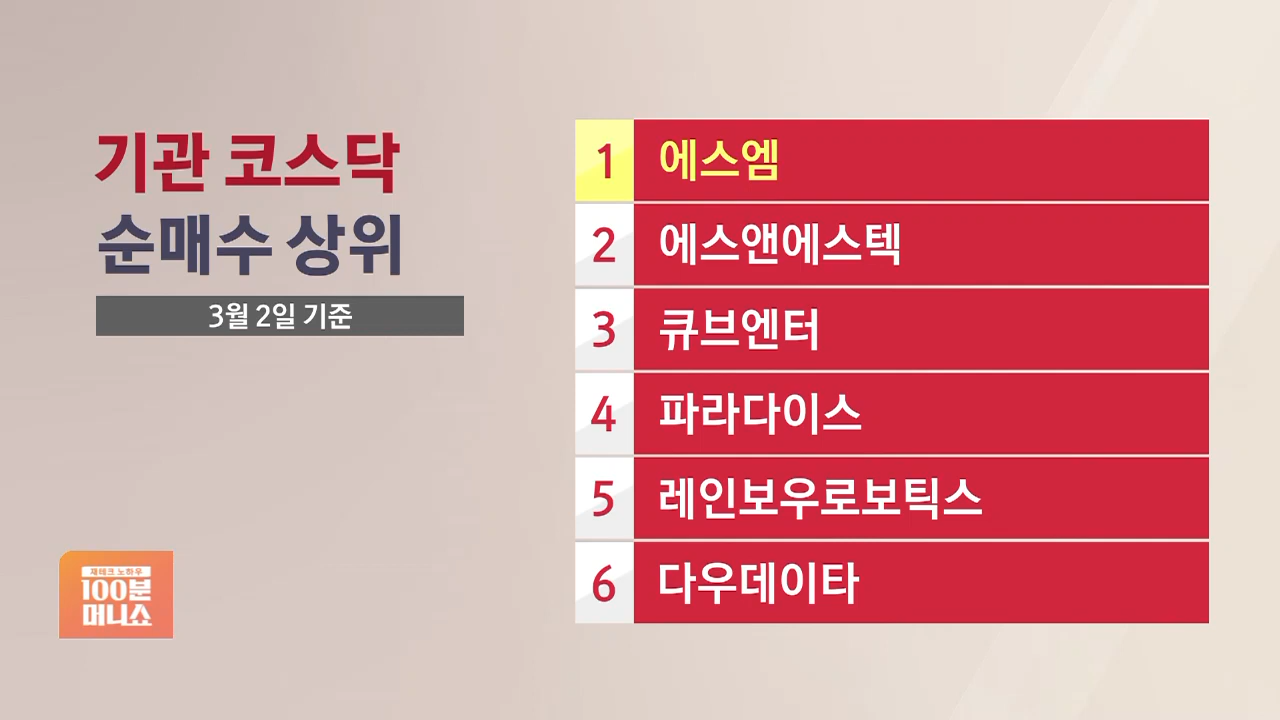 기관 코스닥
순매수 상위
3월 2일 기준
1 에스엠
2 에스앤에스텍
3 큐브엔터
4 파라다이스
5 레인보우로보틱스
6 다우데이타
재테크 노하우
100분
머니쇼